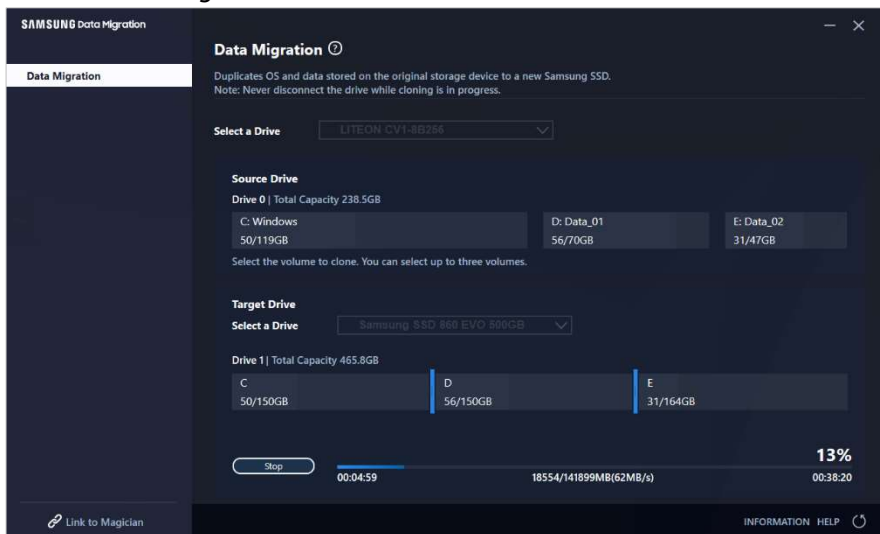 SAMSUNG Data Migration
Data Migration
Data Migration ?
Duplicates OS and data stored on the original storage device to a new Samsung SSD.
Note: Never disconnect the drive while cloning is in progress.
Select a Drive LITEON CV1-8B256
Source Drive
Drive 0 | Total Capacity 238.5GB
C: Windows D: Data_01 E: Data_02
50/119GB 56/70GB 31/47GB
Select the volume to clone. You can select up to three volumes.
Target Drive
Select a Drive Samsung SSD 860 EVO 500GB
Drive 1 | Total Capacity 465.8GB
C D E
50/150GB 56/150GB 31/164GB
13%
Stop
00:04:59 18554/141899MB(62MB/s) 00:38:20
Link to Magician INFORMATION HELP